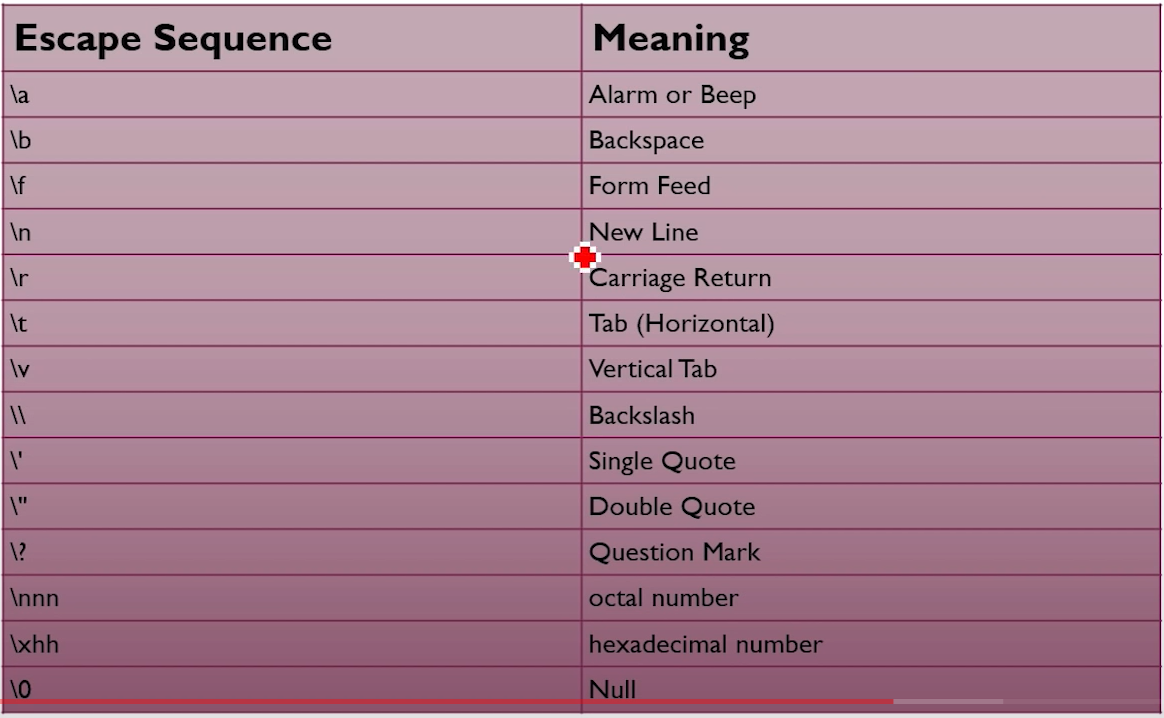 Escape Sequence Meaning
\a Alarm or Beep
\b Backspace
\f Form Feed
\n New Line
\r Carriage Return
\t Tab (Horizontal)
\v Vertical Tab
\\ Backslash
\' Single Quote
\" Double Quote
\? Question Mark
\nnn octal number
\xhh hexadecimal number
\0 Null